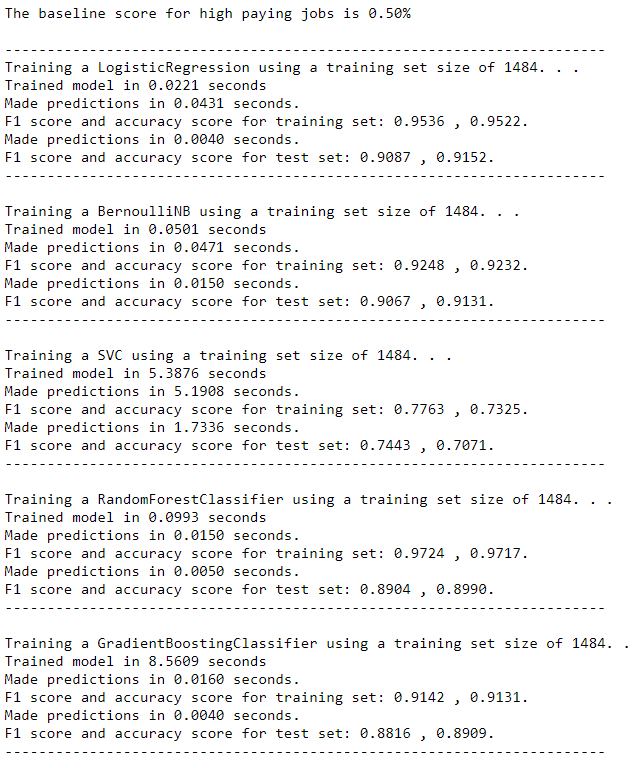 The baseline score for high paying jobs is 0.50%
------------------------------------------------------------------------
Training a LogisticRegression using a training set size of 1484. . .
Trained model in 0.0221 seconds
Made predictions in 0.0431 seconds.
F1 score and accuracy score for training set: 0.9536 , 0.9522.
Made predictions in 0.0040 seconds.
F1 score and accuracy score for test set: 0.9087 , 0.9152.
------------------------------------------------------------------------
Training a BernoulliNB using a training set size of 1484. . .
Trained model in 0.0501 seconds
Made predictions in 0.0471 seconds.
F1 score and accuracy score for training set: 0.9248 , 0.9232.
Made predictions in 0.0150 seconds.
F1 score and accuracy score for test set: 0.9067 , 0.9131.
------------------------------------------------------------------------
Training a SVC using a training set size of 1484. . .
Trained model in 5.3876 seconds
Made predictions in 5.1908 seconds.
F1 score and accuracy score for training set: 0.7763 , 0.7325.
Made predictions in 1.7336 seconds.
F1 score and accuracy score for test set: 0.7443 , 0.7071.
------------------------------------------------------------------------
Training a RandomForestClassifier using a training set size of 1484. . .
Trained model in 0.0993 seconds
Made predictions in 0.0150 seconds.
F1 score and accuracy score for training set: 0.9724 , 0.9717.
Made predictions in 0.0050 seconds.
F1 score and accuracy score for test set: 0.8904 , 0.8990.
------------------------------------------------------------------------
Training a GradientBoostingClassifier using a training set size of 1484. .
Trained model in 8.5609 seconds
Made predictions in 0.0160 seconds.
F1 score and accuracy score for training set: 0.9142 , 0.9131.
Made predictions in 0.0040 seconds.
F1 score and accuracy score for test set: 0.8816 , 0.8909.
------------------------------------------------------------------------